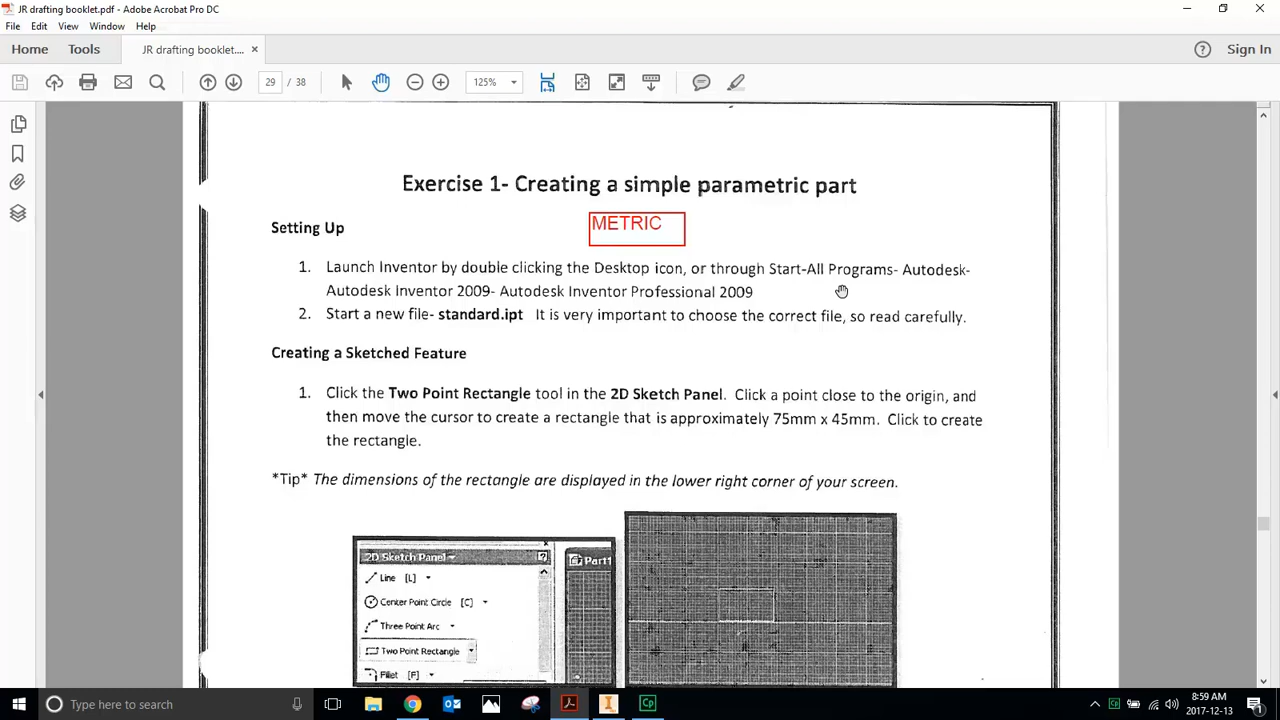 JR drafting booklet.pdf - Adobe Acrobat Pro DC
File Edit View Window Help
Home Tools JR drafting booklet.... × Sign In
29 / 38 125%
Exercise 1- Creating a simple parametric part
METRIC
Setting Up
1. Launch Inventor by double clicking the Desktop icon, or through Start-All Programs- Autodesk-
Autodesk Inventor 2009- Autodesk Inventor Professional 2009
2. Start a new file- standard.ipt It is very important to choose the correct file, so read carefully.
Creating a Sketched Feature
1. Click the Two Point Rectangle tool in the 2D Sketch Panel. Click a point close to the origin, and
then move the cursor to create a rectangle that is approximately 75mm x 45mm. Click to create
the rectangle.
*Tip* The dimensions of the rectangle are displayed in the lower right corner of your screen.
2D Sketch Panel
Part1
Line [L]
Center Point Circle [C]
Three Point Arc
Two Point Rectangle
Fillet [F]
Type here to search
8:59 AM
2017-12-13